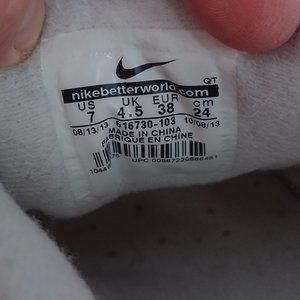 QT
nikebetterworld.com
US UK EUR cm
7 4.5 38 24
08/13/13 616730-103 10/08/13
MADE IN CHINA
FABRIQUE EN CHINE